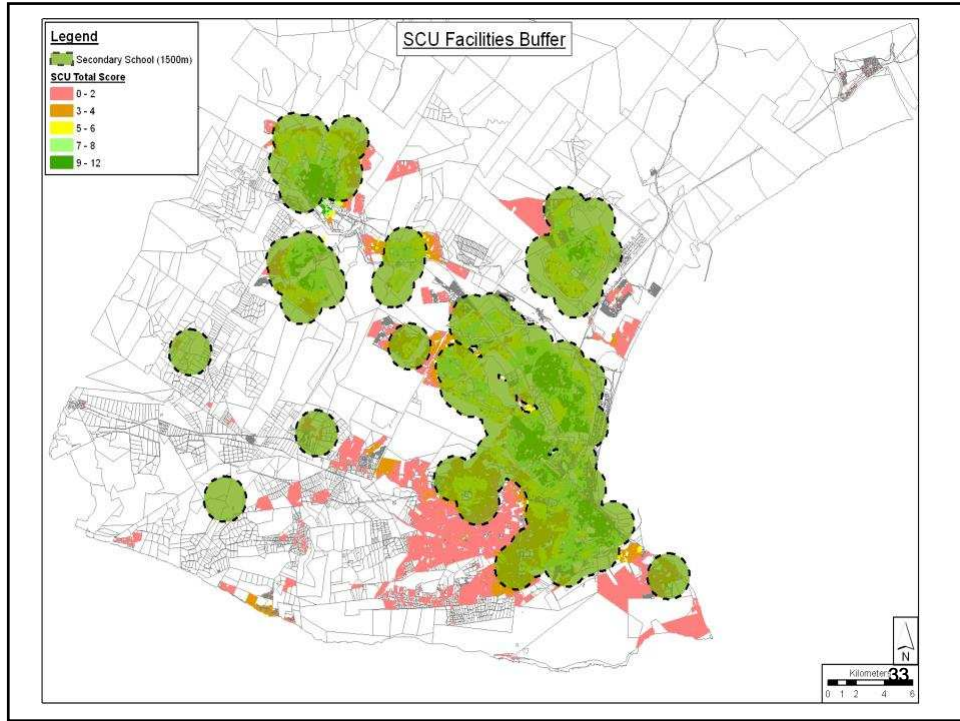 SCU Facilities Buffer
Legend
Secondary School (1500m)
SCU Total Score
0 - 2
3 - 4
5 - 6
7 - 8
9 - 12
N
Kilometers
33
0 1 2 4 6